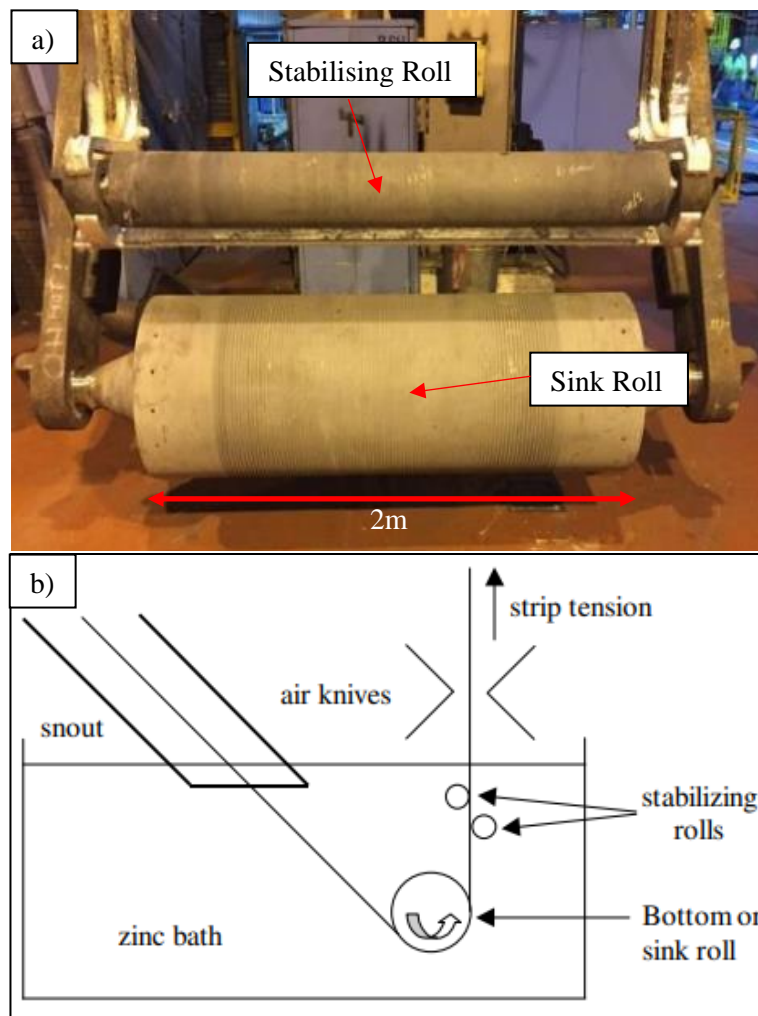 a)
Stabilising Roll
Sink Roll
2m
b)
strip tension
air knives
snout
stabilizing
rolls
zinc bath
Bottom or
sink roll